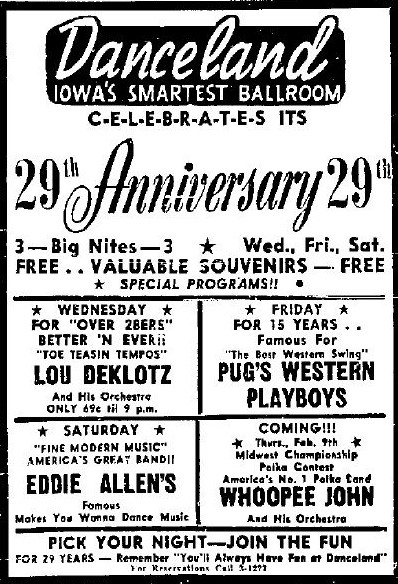 Danceland
IOWA'S SMARTEST BALLROOM
C-E-L-E-B-R-A-T-E-S ITS
29th Anniversary 29th
3—Big Nites—3 ★ Wed., Fri., Sat.
FREE . . VALUABLE SOUVENIRS — FREE
★ SPECIAL PROGRAMS!! ●
★ WEDNESDAY ★
FOR "OVER 28ERS"
BETTER 'N EVER¡¡
"TOE TEASIN TEMPOS"
LOU DEKLOTZ
And His Orchestra
ONLY 69c til 9 p.m.
★ FRIDAY ★
FOR 15 YEARS . .
Famous For
"The Best Western Swing"
PUG'S WESTERN
PLAYBOYS
★ SATURDAY ★
"FINE MODERN MUSIC"
AMERICA'S GREAT BAND!!
EDDIE ALLEN'S
Famous
Makes You Wanna Dance Music
COMING!!!
★ Thurs., Feb. 9th ★
Midwest Championship
Polka Contest
America's No. 1 Polka Band
WHOOPEE JOHN
And His Orchestra
PICK YOUR NIGHT—JOIN THE FUN
FOR 29 YEARS — Remember "You'll Always Have Fun at Danceland"
For Reservations Call